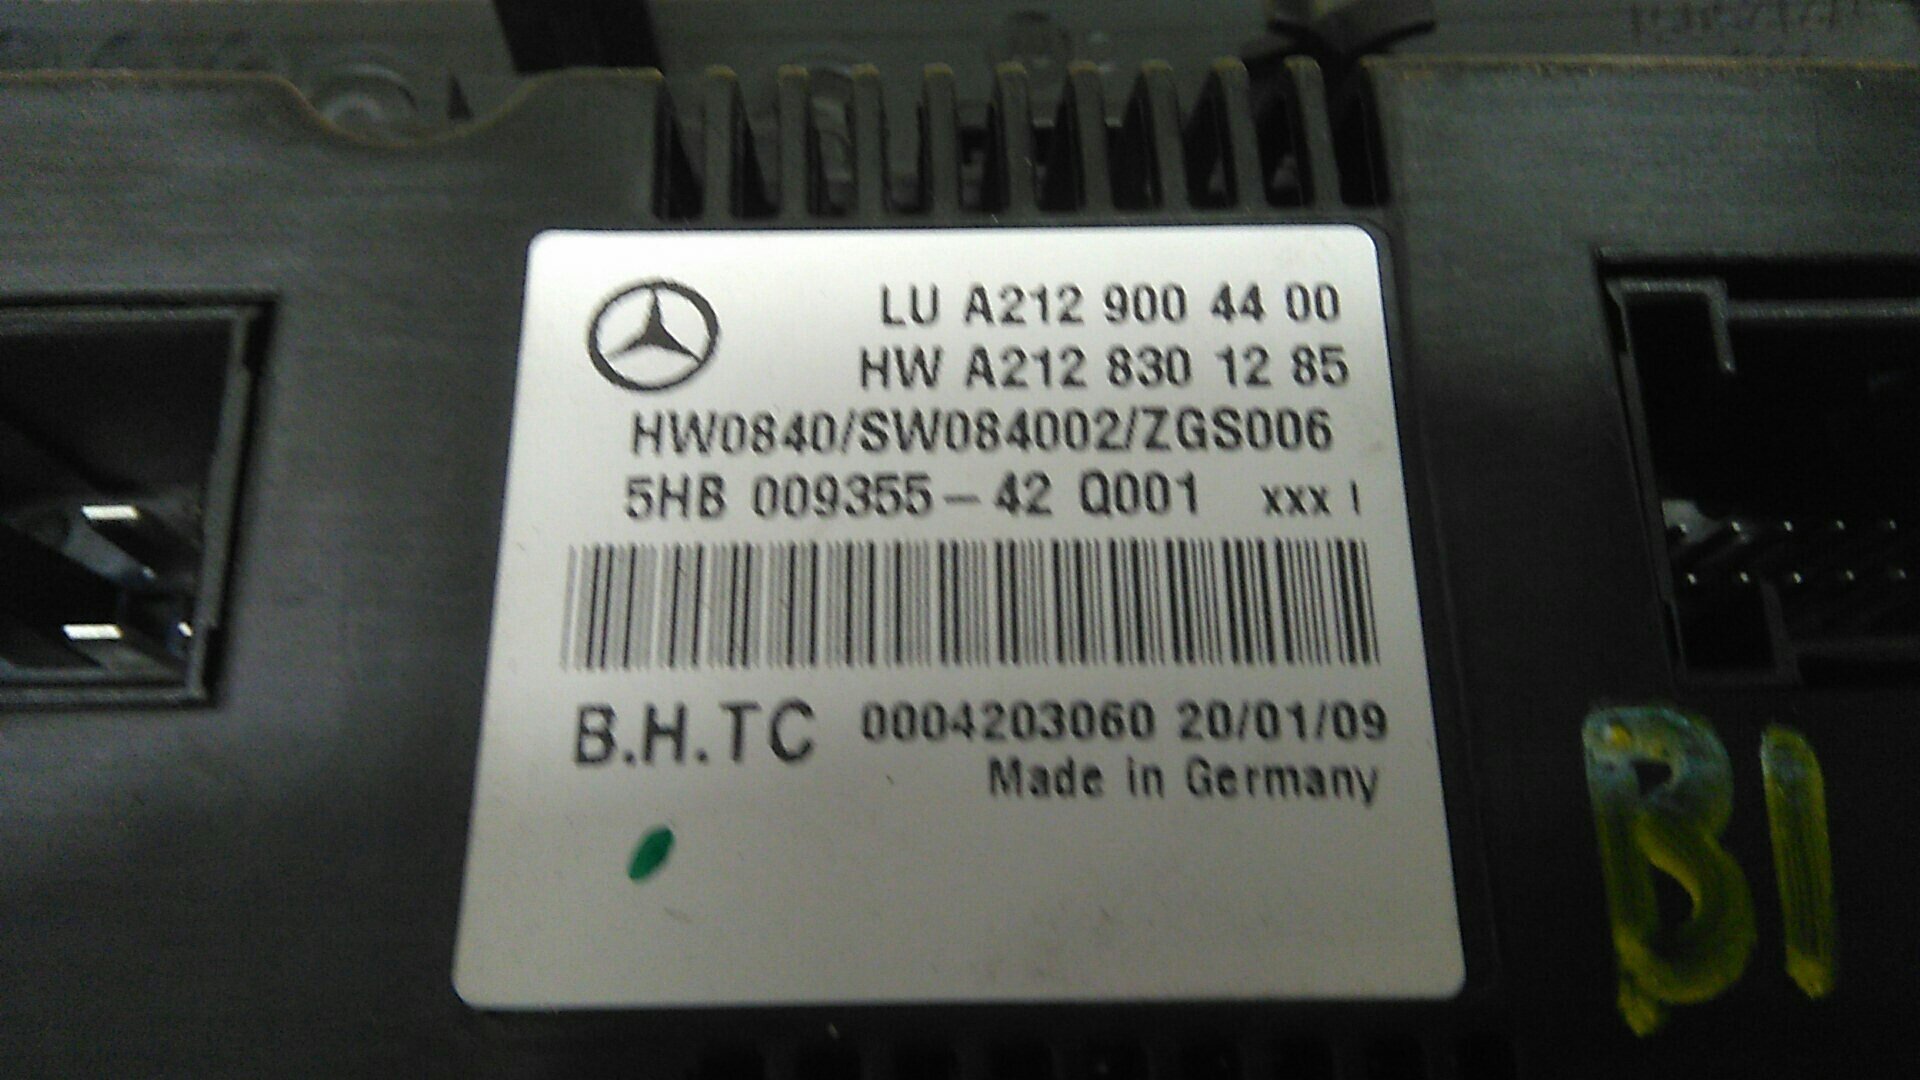 LU A212 900 44 00
HW A212 830 12 85
HW0840/SW084002/ZGS006
5HB 009355-42 Q001 xxx I
B.H.TC 0004203060 20/01/09
Made in Germany
B1